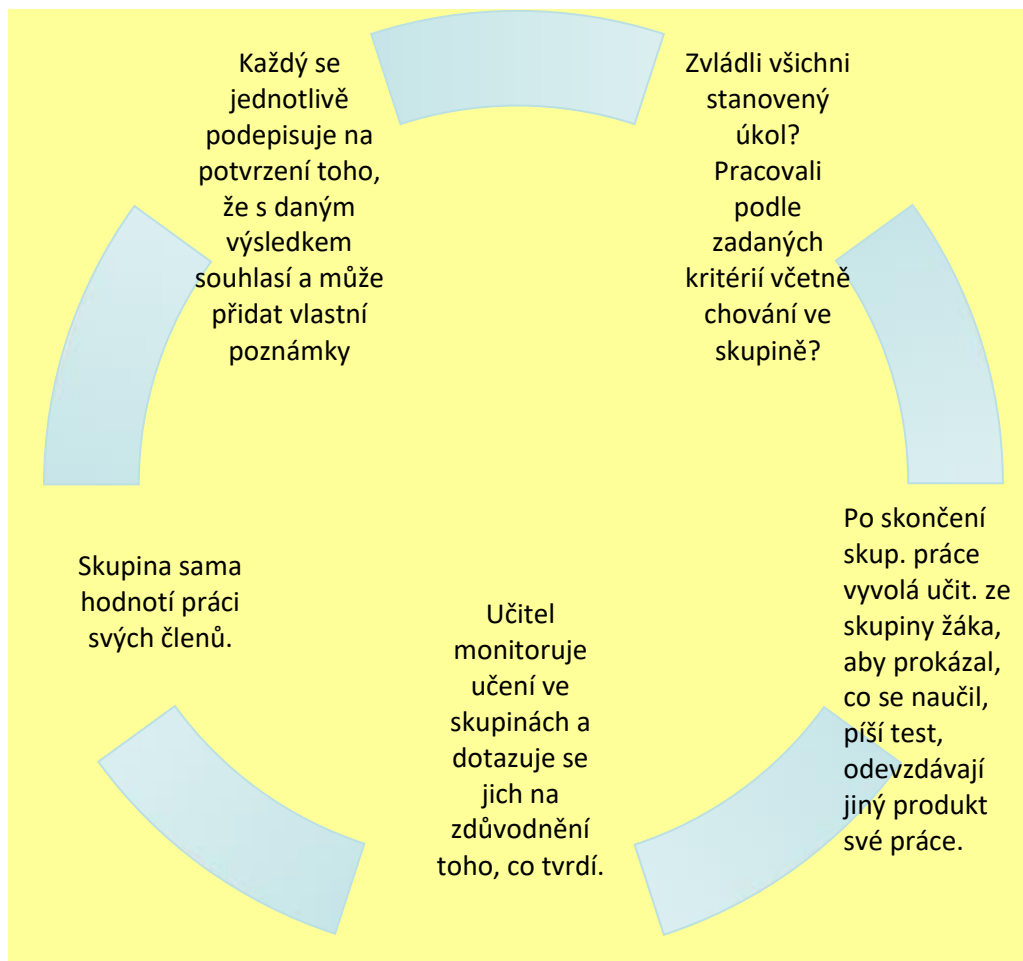 Každý se
jednotlivě
podepisuje na
potvrzení toho,
že s daným
výsledkem
souhlasí a může
přidat vlastní
poznámky
Zvládli všichni
stanovený
úkol?
Pracovali
podle
zadaných
kritérií včetně
chování ve
skupině?
Po skončení
skup. práce
vyvolá učit. ze
skupiny žáka,
aby prokázal,
co se naučil,
píší test,
odevzdávají
jiný produkt
své práce.
Učitel
monitoruje
učení ve
skupinách a
dotazuje se
jich na
zdůvodnění
toho, co tvrdí.
Skupina sama
hodnotí práci
svých členů.